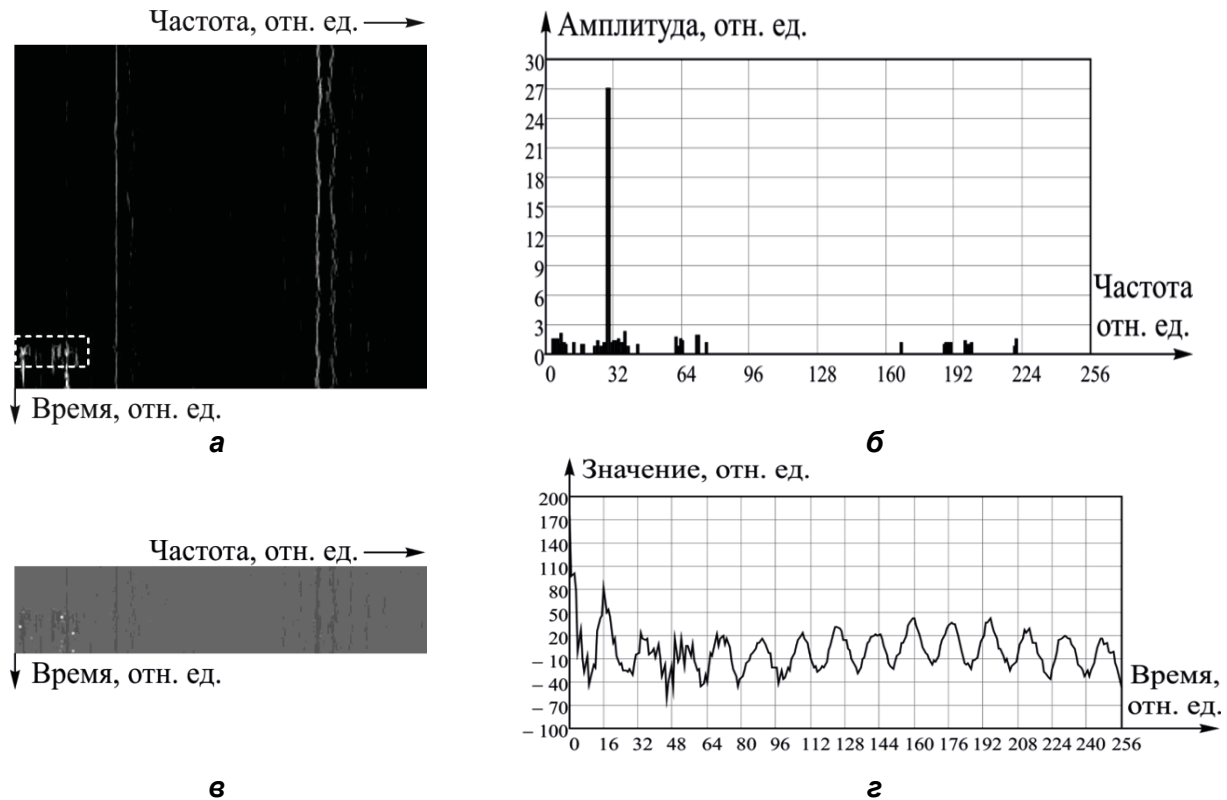 Частота, отн. ед.
Время, отн. ед.
а
Амплитуда, отн. ед.
30
27
24
21
18
15
12
9
6
3
0
0 32 64 96 128 160 192 224 256
Частота
отн. ед.
б
Частота, отн. ед.
Время, отн. ед.
в
Значение, отн. ед.
200
170
140
110
80
50
20
– 10
– 40
– 70
– 100
0 16 32 48 64 80 96 112 128 144 160 176 192 208 224 240 256
Время,
отн. ед.
г